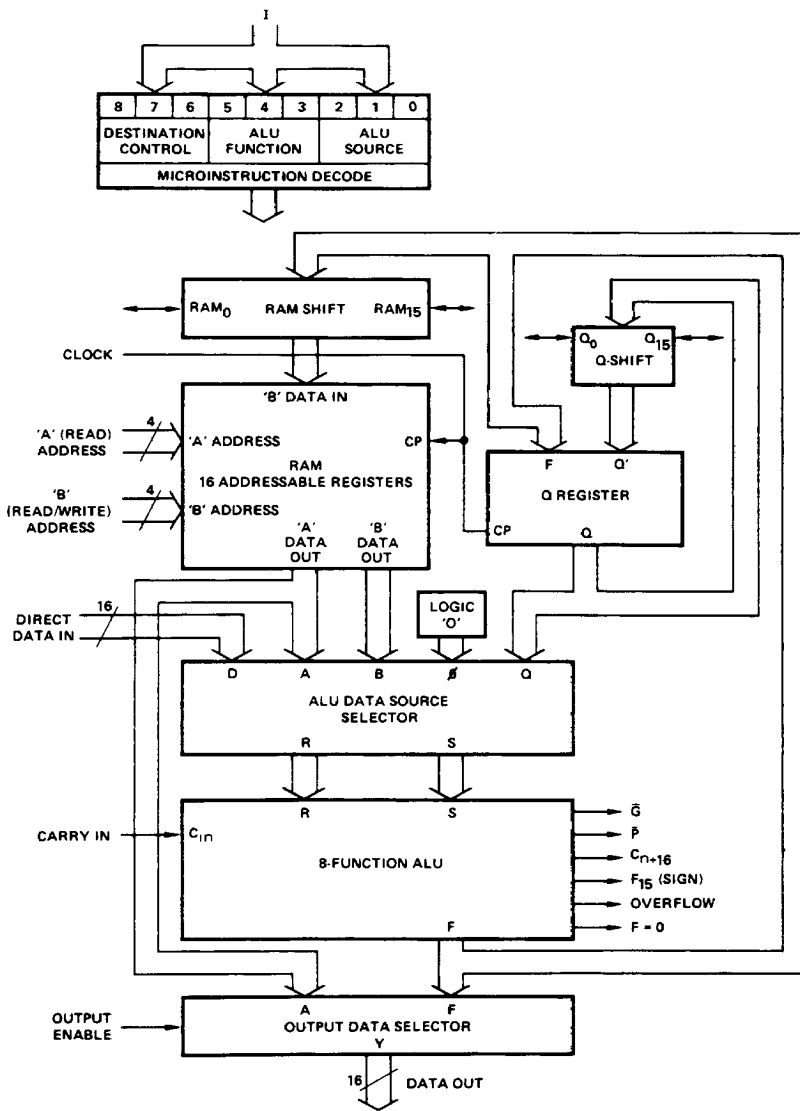 I
8 7 6 5 4 3 2 1 0
DESTINATION CONTROL
ALU FUNCTION
ALU SOURCE
MICROINSTRUCTION DECODE
RAM0 RAM SHIFT RAM15
Q0 Q15
Q-SHIFT
CLOCK
'B' DATA IN
'A' (READ)
ADDRESS
4
'A' ADDRESS
CP
RAM
16 ADDRESSABLE REGISTERS
'B'
(READ/WRITE)
ADDRESS
4
'B' ADDRESS
'A'
DATA
OUT
'B'
DATA
OUT
F Q'
Q REGISTER
CP
Q
DIRECT
DATA IN
16
LOGIC
'O'
D A B ∅ Q
ALU DATA SOURCE
SELECTOR
R S
R S
CARRY IN
Cin
8-FUNCTION ALU
F
G̅
P̅
Cn+16
F15 (SIGN)
OVERFLOW
F = 0
OUTPUT
ENABLE
A F
OUTPUT DATA SELECTOR
Y
16
DATA OUT